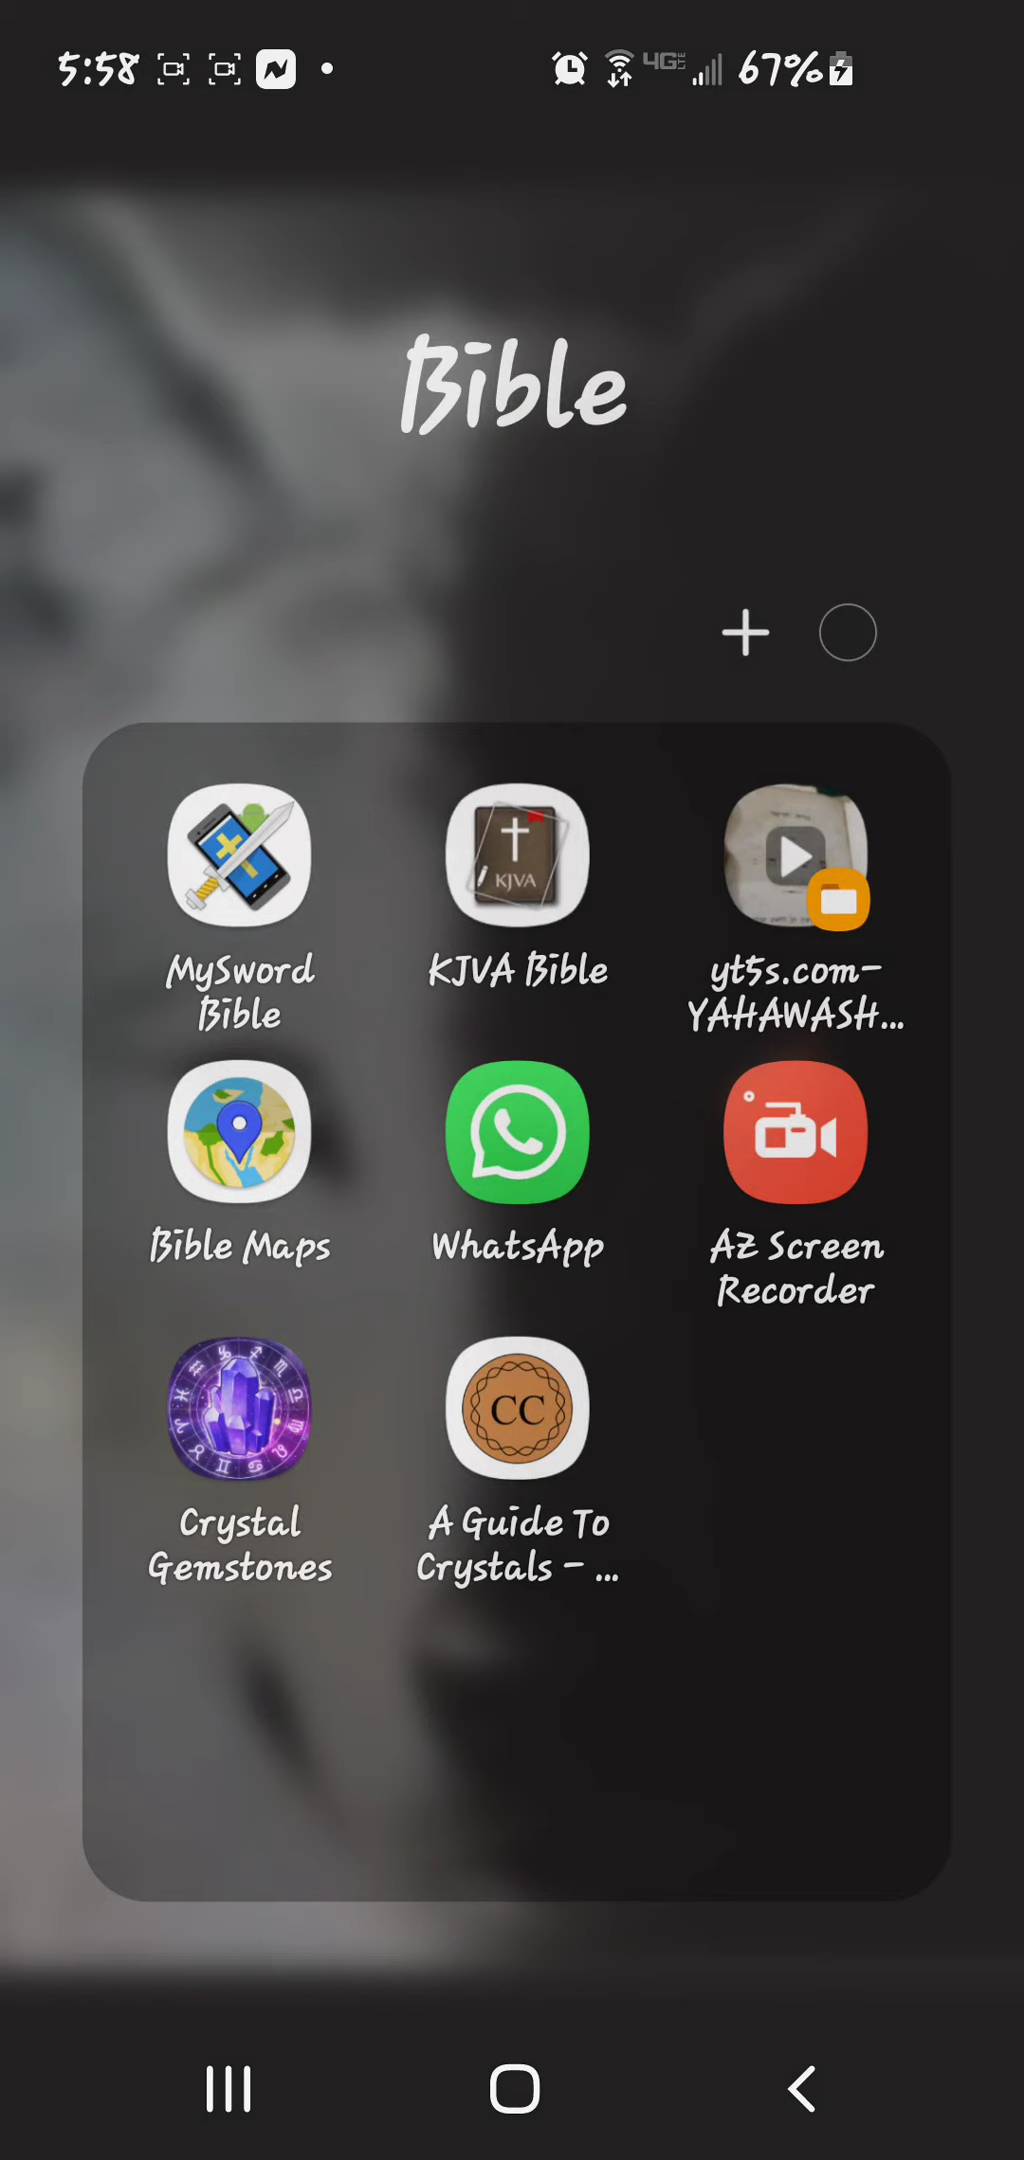 5:58 4G LTE 67%
Bible
KJVA
MySword
Bible
KJVA Bible
yt5s.com-
YAHAWASH...
Bible Maps
WhatsApp
AZ Screen
Recorder
CC
Crystal
Gemstones
A Guide To
Crystals - ...